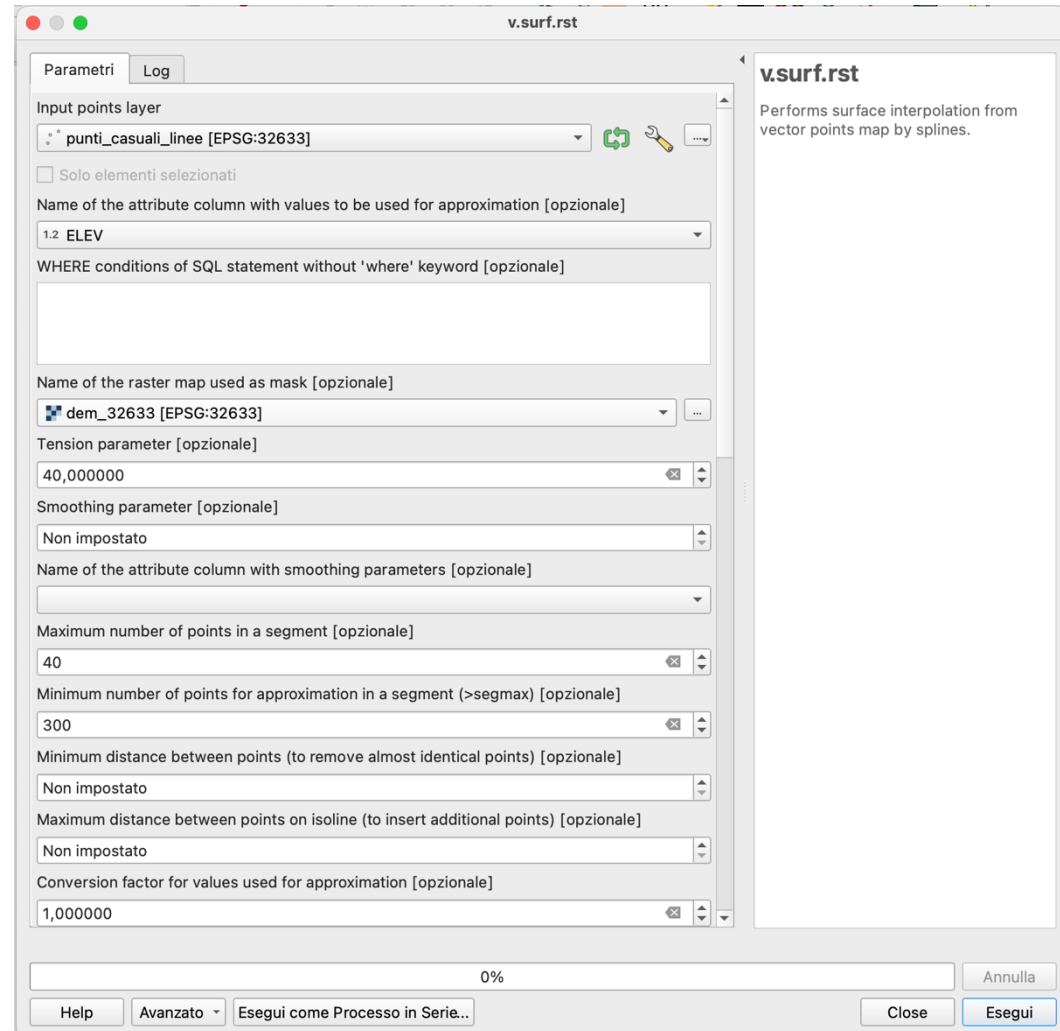 v.surf.rst
Parametri Log
v.surf.rst
Performs surface interpolation from
vector points map by splines.
Input points layer
punti_casuali_linee [EPSG:32633]
...
Solo elementi selezionati
Name of the attribute column with values to be used for approximation [opzionale]
1.2 ELEV
WHERE conditions of SQL statement without 'where' keyword [opzionale]
Name of the raster map used as mask [opzionale]
dem_32633 [EPSG:32633]
...
Tension parameter [opzionale]
40,000000
Smoothing parameter [opzionale]
Non impostato
Name of the attribute column with smoothing parameters [opzionale]
Maximum number of points in a segment [opzionale]
40
Minimum number of points for approximation in a segment (>segmax) [opzionale]
300
Minimum distance between points (to remove almost identical points) [opzionale]
Non impostato
Maximum distance between points on isoline (to insert additional points) [opzionale]
Non impostato
Conversion factor for values used for approximation [opzionale]
1,000000
0%
Annulla
Help Avanzato Esegui come Processo in Serie... Close Esegui